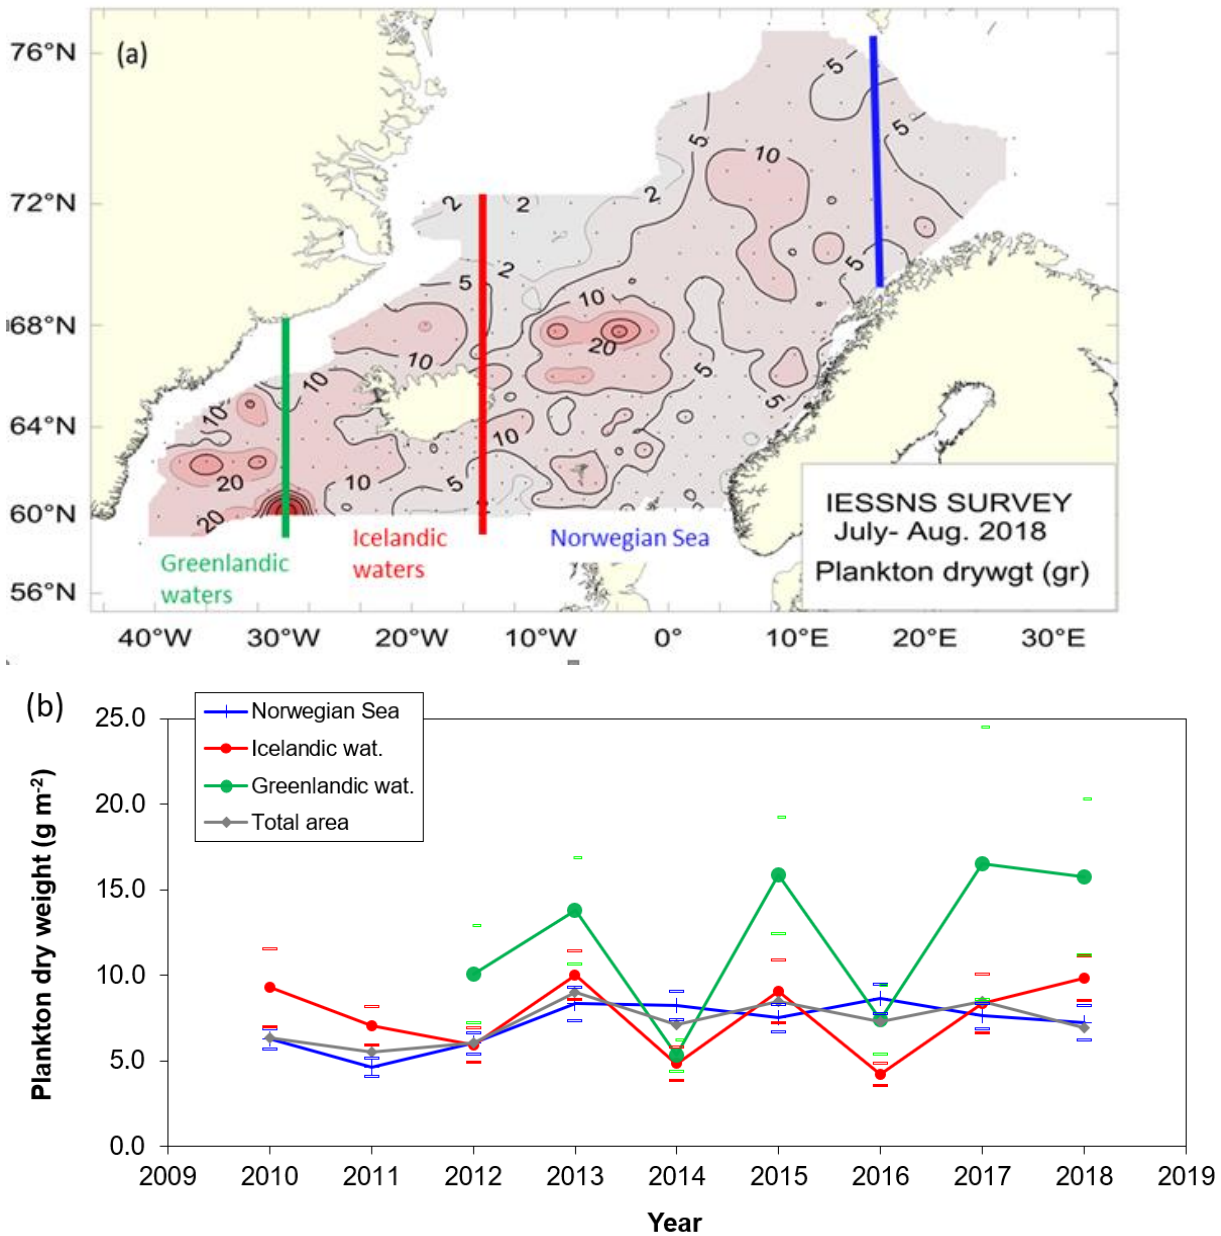 (a)
76°N
72°N
68°N
64°N
60°N
56°N
5
5
5
10
2
2
2
2
5
5
10
10
20
10
5
5
10
10
20
10
5
20
Greenlandic
waters
Icelandic
waters
Norwegian Sea
IESSNS SURVEY
July- Aug. 2018
Plankton drywgt (gr)
40°W
30°W
20°W
10°W
0°
10°E
20°E
30°E
(b)
Norwegian Sea
Icelandic wat.
Greenlandic wat.
Total area
Plankton dry weight (g m-2)
25.0
20.0
15.0
10.0
5.0
0.0
2009
2010
2011
2012
2013
2014
2015
2016
2017
2018
2019
Year